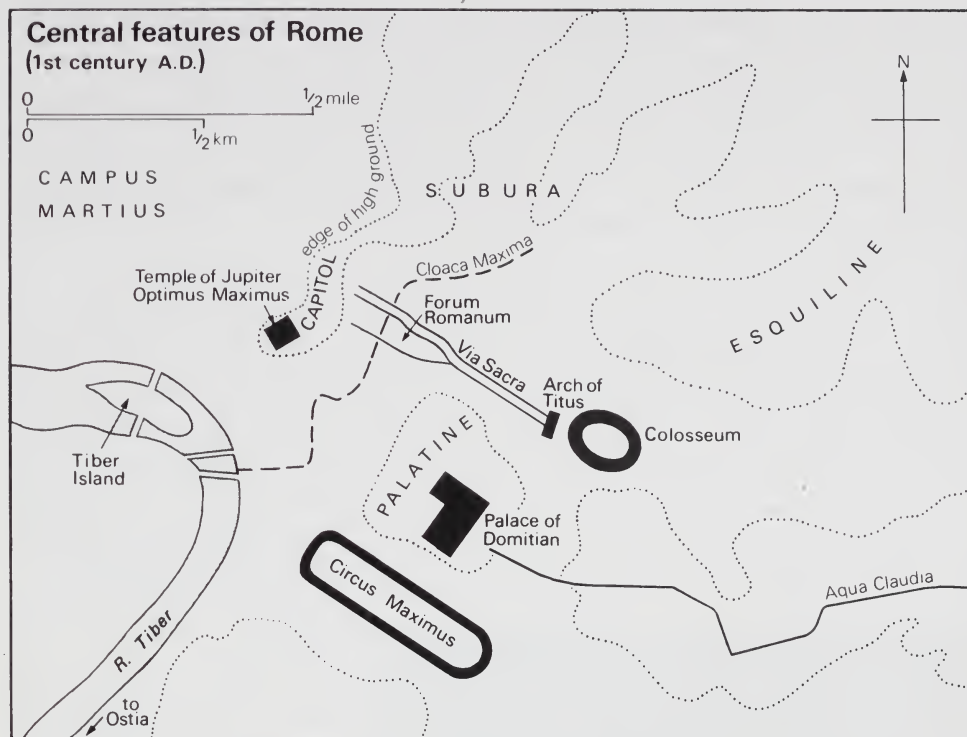 Central features of Rome
(1st century A.D.)
0 1/2 mile
0 1/2 km
N
CAMPUS
MARTIUS
edge of high ground
SUBURA
Cloaca Maxima
Temple of Jupiter
Optimus Maximus
CAPITOL
Forum
Romanum
ESQUILINE
Via Sacra
Arch of
Titus
Colosseum
Tiber
Island
PALATINE
Palace of
Domitian
Circus Maximus
Aqua Claudia
R. Tiber
to
Ostia